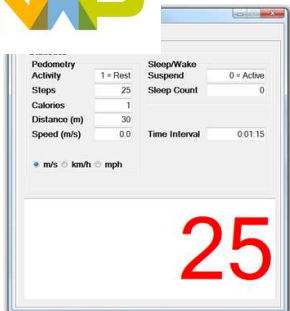 Pedometry Sleep/Wake
Activity 1 = Rest Suspend 0 = Active
Steps 25 Sleep Count 0
Calories 1
Distance (m) 30
Speed (m/s) 0.0 Time Interval 0:01:15
m/s km/h mph
25